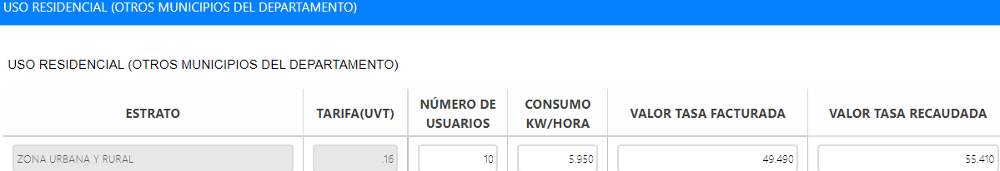 USO RESIDENCIAL (OTROS MUNICIPIOS DEL DEPARTAMENTO)
USO RESIDENCIAL (OTROS MUNICIPIOS DEL DEPARTAMENTO)
ESTRATO TARIFA(UVT) NÚMERO DE USUARIOS CONSUMO KW/HORA VALOR TASA FACTURADA VALOR TASA RECAUDADA
ZONA URBANA Y RURAL .16 10 5.950 49.490 55.410